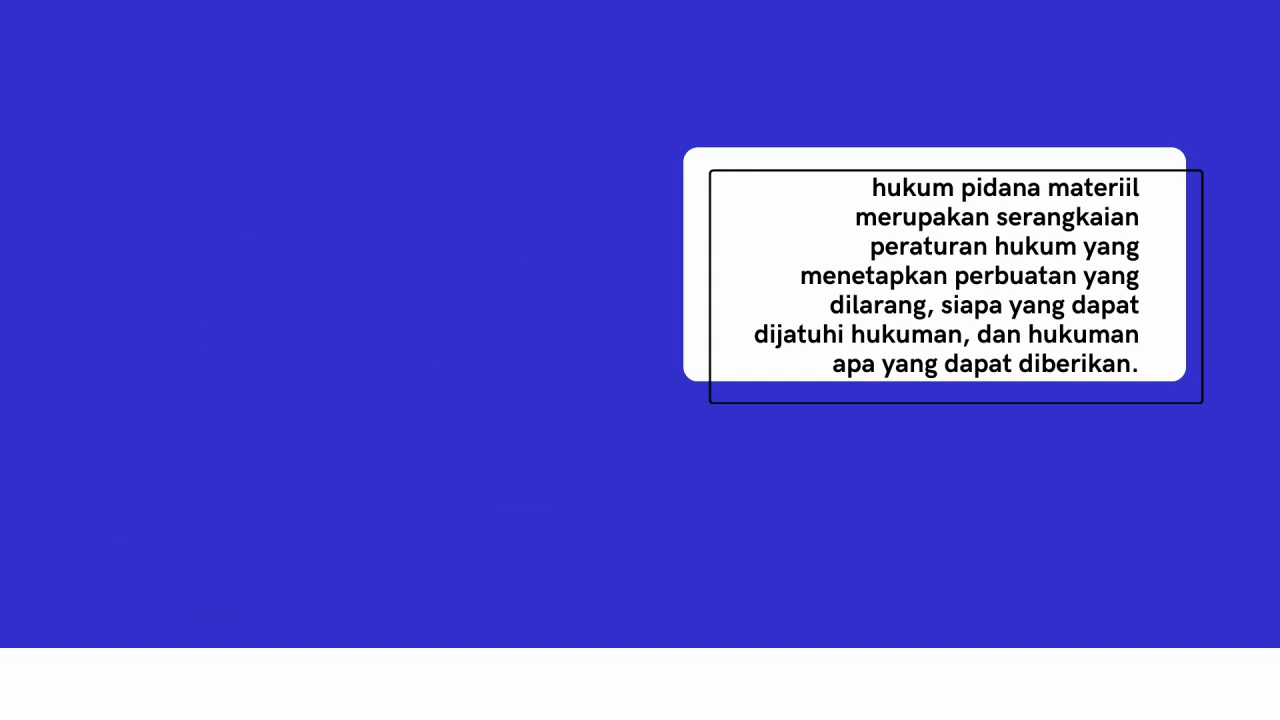 hukum pidana materiil
merupakan serangkaian
peraturan hukum yang
menetapkan perbuatan yang
dilarang, siapa yang dapat
dijatuhi hukuman, dan hukuman
apa yang dapat diberikan.